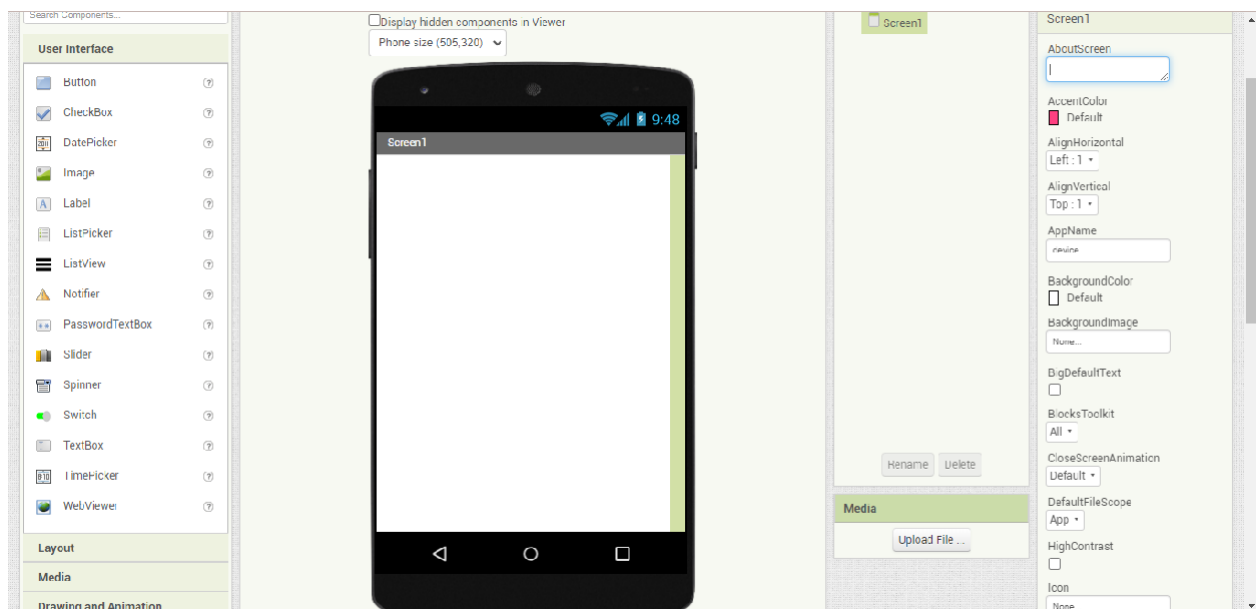 Search Components...
User Interface
Button
CheckBox
DatePicker
Image
Label
ListPicker
ListView
Notifier
PasswordTextBox
Slider
Spinner
Switch
TextBox
TimePicker
WebViewer
Layout
Media
Drawing and Animation
Display hidden components in Viewer
Phone size (505,320)
9:48
Screen1
Screen1
Rename Delete
Media
Upload File ...
Screen1
AboutScreen
AccentColor
Default
AlignHorizontal
Left : 1
AlignVertical
Top : 1
AppName
BackgroundColor
Default
BackgroundImage
None...
BigDefaultText
BlocksToolkit
All
CloseScreenAnimation
Default
DefaultFileScope
App
HighContrast
Icon
None